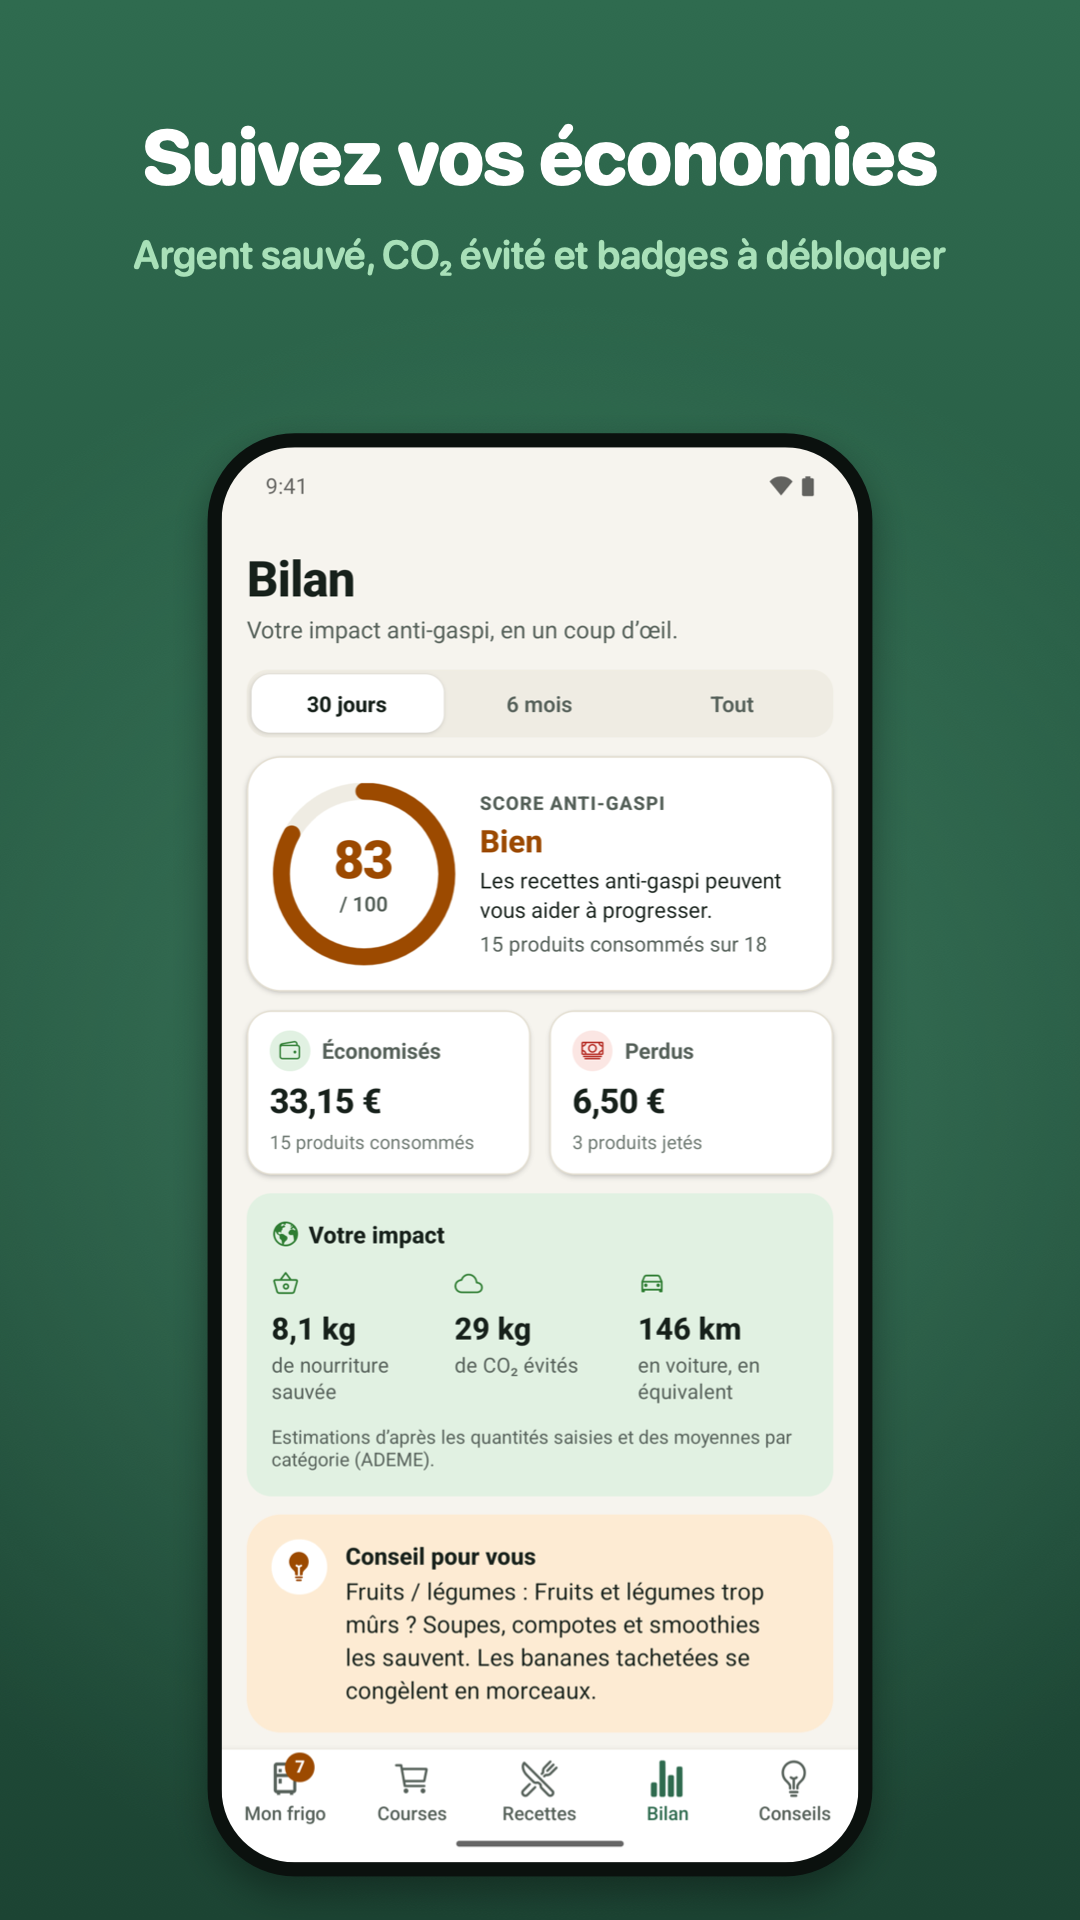 Suivez vos économies
Argent sauvé, CO₂ évité et badges à débloquer
9:41
Bilan
Votre impact anti-gaspi, en un coup d’œil.
30 jours
6 mois
Tout
83
/ 100
SCORE ANTI-GASPI
Bien
Les recettes anti-gaspi peuvent
vous aider à progresser.
15 produits consommés sur 18
Économisés
33,15 €
15 produits consommés
Perdus
6,50 €
3 produits jetés
Votre impact
8,1 kg
de nourriture
sauvée
29 kg
de CO₂ évités
146 km
en voiture, en
équivalent
Estimations d’après les quantités saisies et des moyennes par
catégorie (ADEME).
Conseil pour vous
Fruits / légumes : Fruits et légumes trop
mûrs ? Soupes, compotes et smoothies
les sauvent. Les bananes tachetées se
congèlent en morceaux.
7
Mon frigo
Courses
Recettes
Bilan
Conseils